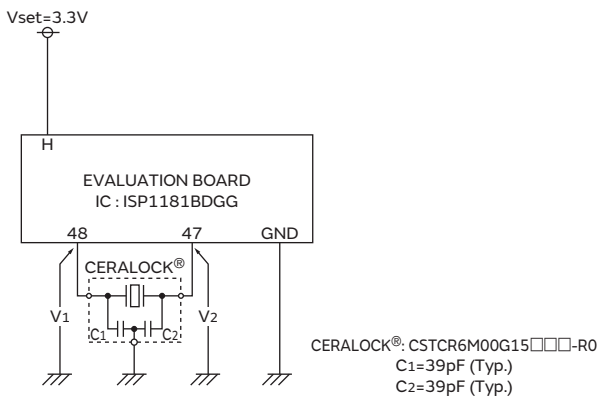 Vset=3.3V
H
EVALUATION BOARD
IC : ISP1181BDGG
48 47 GND
CERALOCK®
V1 V2
C1 C2
CERALOCK®: CSTCR6M00G15□□□-R0
C1=39pF (Typ.)
C2=39pF (Typ.)